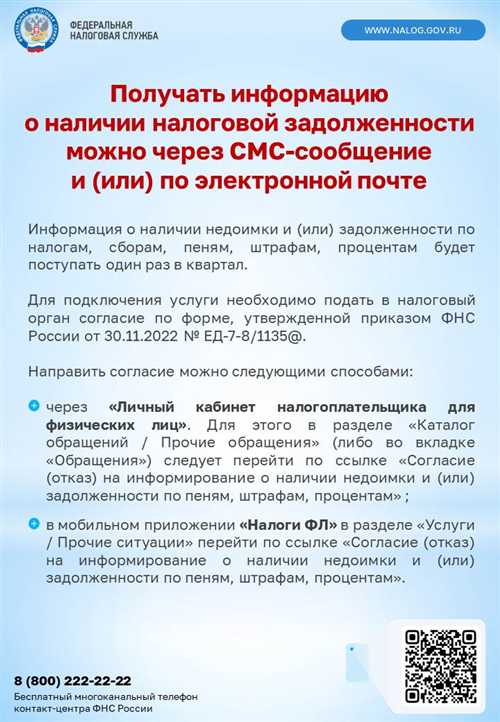 ФЕДЕРАЛЬНАЯ
НАЛОГОВАЯ СЛУЖБА
WWW.NALOG.GOV.RU
Получать информацию
о наличии налоговой задолженности
можно через СМС-сообщение
и (или) по электронной почте
Информация о наличии недоимки и (или) задолженности по
налогам, сборам, пеням, штрафам, процентам будет
поступать один раз в квартал.
Для подключения услуги необходимо подать в налоговый
орган согласие по форме, утвержденной приказом ФНС
России от 30.11.2022 № ЕД-7-8/1135@.
Направить согласие можно следующими способами:
через «Личный кабинет налогоплательщика для
физических лиц». Для этого в разделе «Каталог
обращений / Прочие обращения» (либо во вкладке
«Обращения») следует перейти по ссылке «Согласие
(отказ) на информирование о наличии недоимки и (или)
задолженности по пеням, штрафам, процентам» ;
в мобильном приложении «Налоги ФЛ» в разделе «Услуги
/ Прочие ситуации» перейти по ссылке «Согласие (отказ)
на информирование о наличии недоимки и (или)
задолженности по пеням, штрафам, процентам».
8 (800) 222-22-22
Бесплатный многоканальный телефон
контакт-центра ФНС России